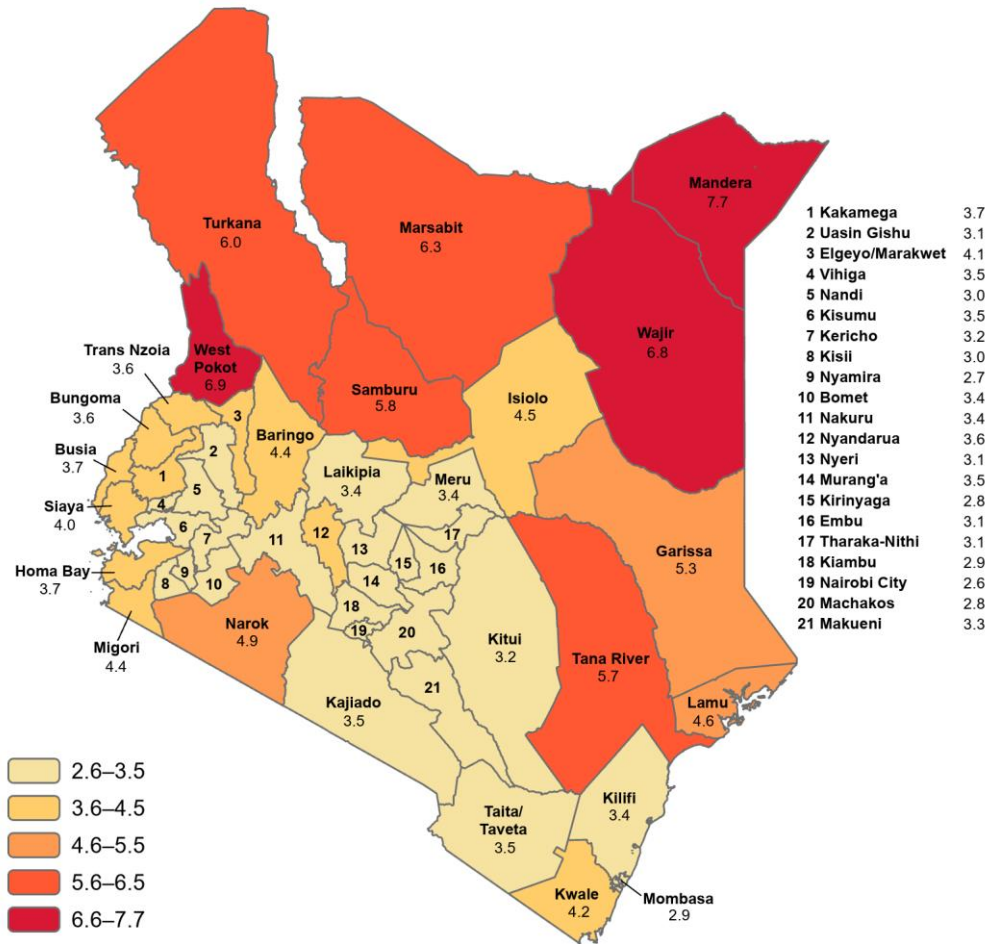 Turkana
6.0
Marsabit
6.3
Mandera
7.7
Wajir
6.8
West
Pokot
6.9
Samburu
5.8
Isiolo
4.5
Trans Nzoia
3.6
Bungoma
3.6
Busia
3.7
Siaya
4.0
Homa Bay
3.7
Migori
4.4
Baringo
4.4
Laikipia
3.4
Meru
3.4
Garissa
5.3
Narok
4.9
Kajiado
3.5
Kitui
3.2
Tana River
5.7
Lamu
4.6
Taita/
Taveta
3.5
Kilifi
3.4
Kwale
4.2
Mombasa
2.9
3
2
1
5
4
6
7
8
9
10
11
12
13
14
15
16
17
18
19
20
21
1 Kakamega 3.7
2 Uasin Gishu 3.1
3 Elgeyo/Marakwet 4.1
4 Vihiga 3.5
5 Nandi 3.0
6 Kisumu 3.5
7 Kericho 3.2
8 Kisii 3.0
9 Nyamira 2.7
10 Bomet 3.4
11 Nakuru 3.4
12 Nyandarua 3.6
13 Nyeri 3.1
14 Murang'a 3.5
15 Kirinyaga 2.8
16 Embu 3.1
17 Tharaka-Nithi 3.1
18 Kiambu 2.9
19 Nairobi City 2.6
20 Machakos 2.8
21 Makueni 3.3
2.6–3.5
3.6–4.5
4.6–5.5
5.6–6.5
6.6–7.7